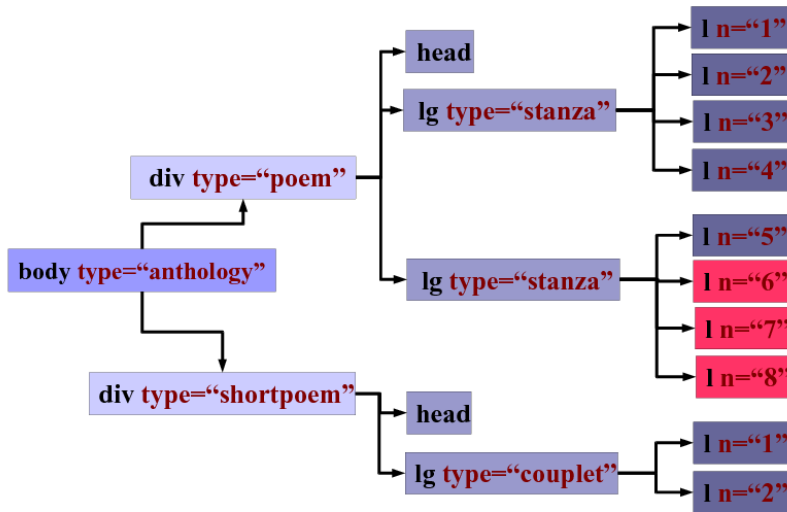 l n=“1”
head
l n=“2”
lg type=“stanza”
l n=“3”
l n=“4”
div type=“poem”
l n=“5”
body type=“anthology”
lg type=“stanza”
l n=“6”
l n=“7”
l n=“8”
div type=“shortpoem”
head
l n=“1”
lg type=“couplet”
l n=“2”